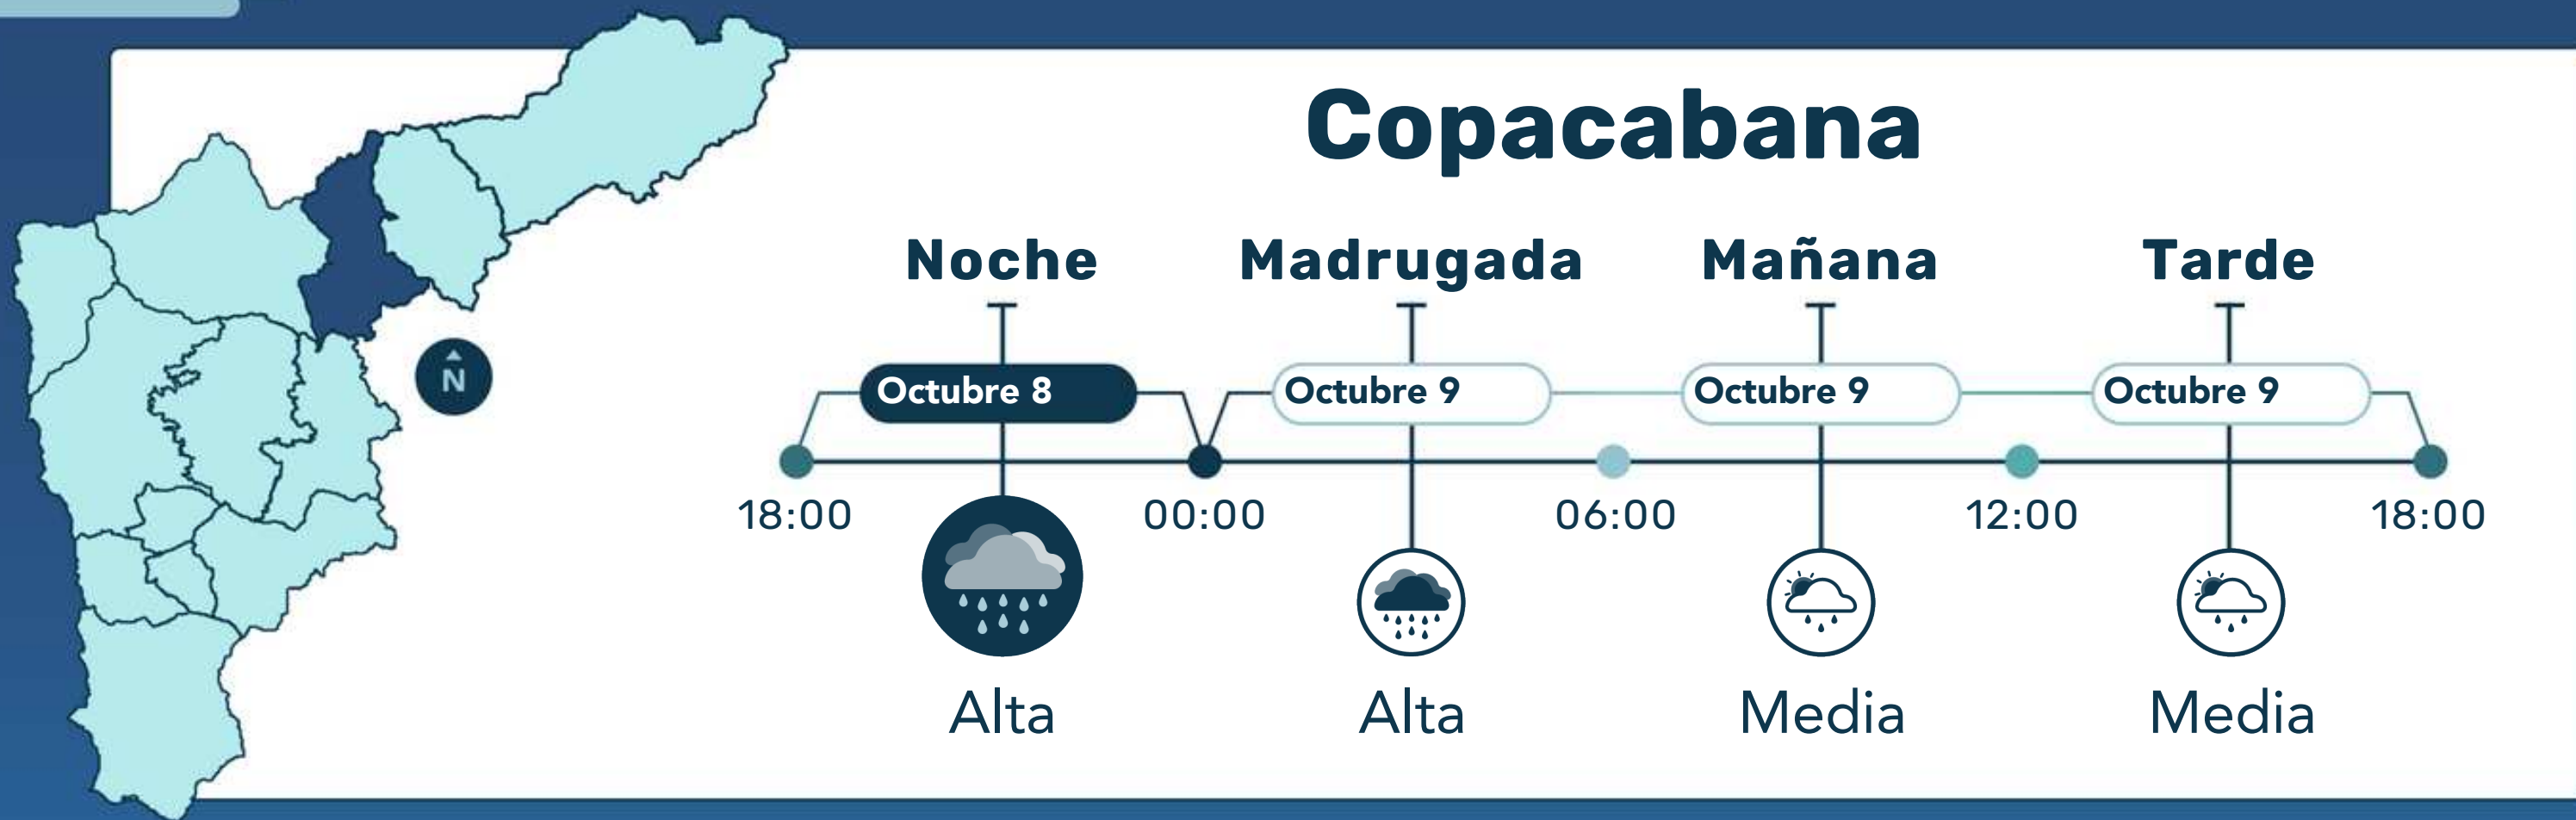 Copacabana
Noche Madrugada Mañana Tarde
Octubre 8 Octubre 9 Octubre 9 Octubre 9
N
18:00 00:00 06:00 12:00 18:00
Alta Alta Media Media